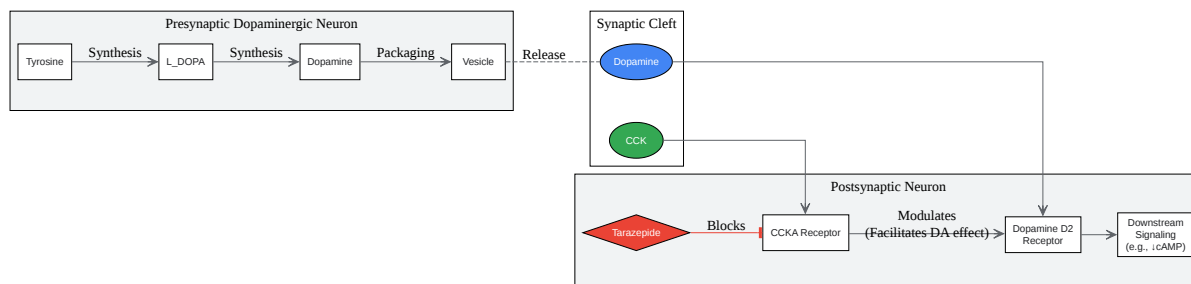 Presynaptic Dopaminergic Neuron
Tyrosine
Synthesis
L_DOPA
Synthesis
Dopamine
Packaging
Vesicle
Release
Synaptic Cleft
Dopamine
CCK
Postsynaptic Neuron
Tarazepide
Blocks
CCKA Receptor
Modulates
(Facilitates DA effect)
Dopamine D2
Receptor
Downstream
Signaling
(e.g., ↓cAMP)